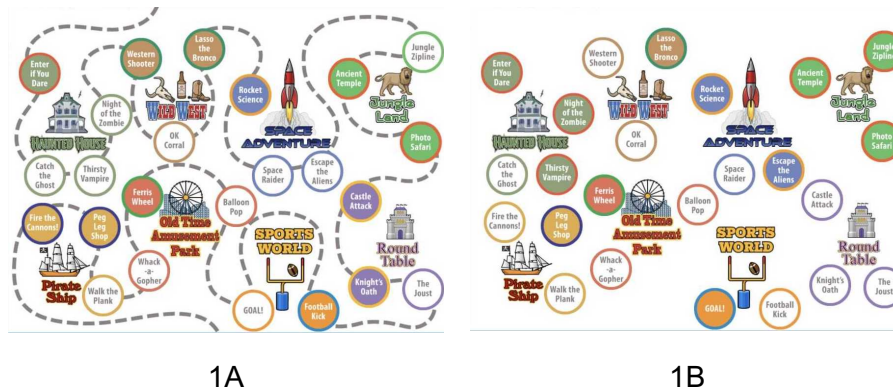 Enter
if You
Dare
Western
Shooter
Lasso
the
Bronco
Jungle
Zipline
Ancient
Temple
Rocket
Science
Night
of the
Zombie
WILD WEST
HAUNTED HOUSE
OK
Corral
SPACE
ADVENTURE
Jungle
Land
Photo
Safari
Catch
the
Ghost
Thirsty
Vampire
Space
Raider
Escape
the
Aliens
Ferris
Wheel
Balloon
Pop
Castle
Attack
Fire the
Cannons!
Peg
Leg
Shop
Old Time
Amusement
Park
SPORTS
WORLD
Round
Table
Pirate
Ship
Walk the
Plank
Whack
-a-
Gopher
GOAL!
Football
Kick
Knight's
Oath
The
Joust
1A
Enter
if You
Dare
Western
Shooter
Lasso
the
Bronco
Jungle
Zipline
Ancient
Temple
Rocket
Science
Night
of the
Zombie
WILD WEST
HAUNTED HOUSE
OK
Corral
SPACE
ADVENTURE
Jungle
Land
Photo
Safari
Catch
the
Ghost
Thirsty
Vampire
Space
Raider
Escape
the
Aliens
Ferris
Wheel
Balloon
Pop
Castle
Attack
Fire the
Cannons!
Peg
Leg
Shop
Old Time
Amusement
Park
SPORTS
WORLD
Round
Table
Pirate
Ship
Walk the
Plank
Whack
-a-
Gopher
GOAL!
Football
Kick
Knight's
Oath
The
Joust
1B